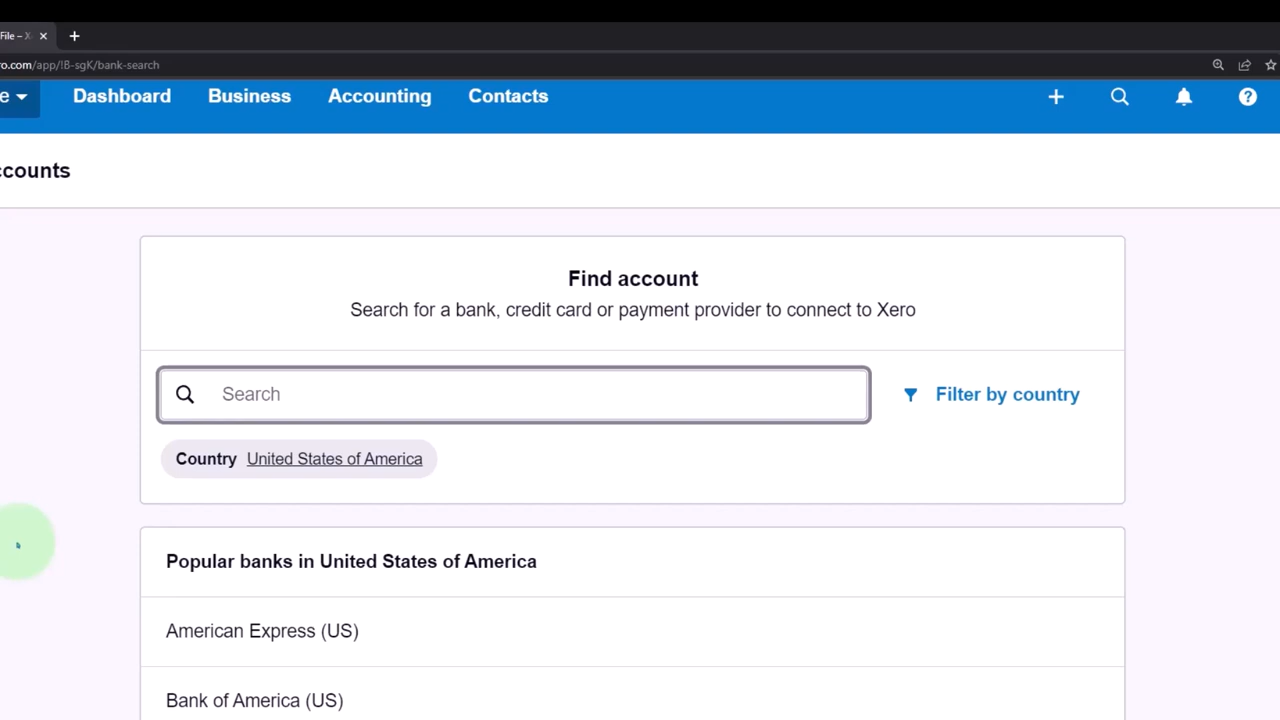 File – X
ro.com/app/!B-sgK/bank-search
e Dashboard Business Accounting Contacts
ccounts
Find account
Search for a bank, credit card or payment provider to connect to Xero
Search
Filter by country
Country United States of America
Popular banks in United States of America
American Express (US)
Bank of America (US)